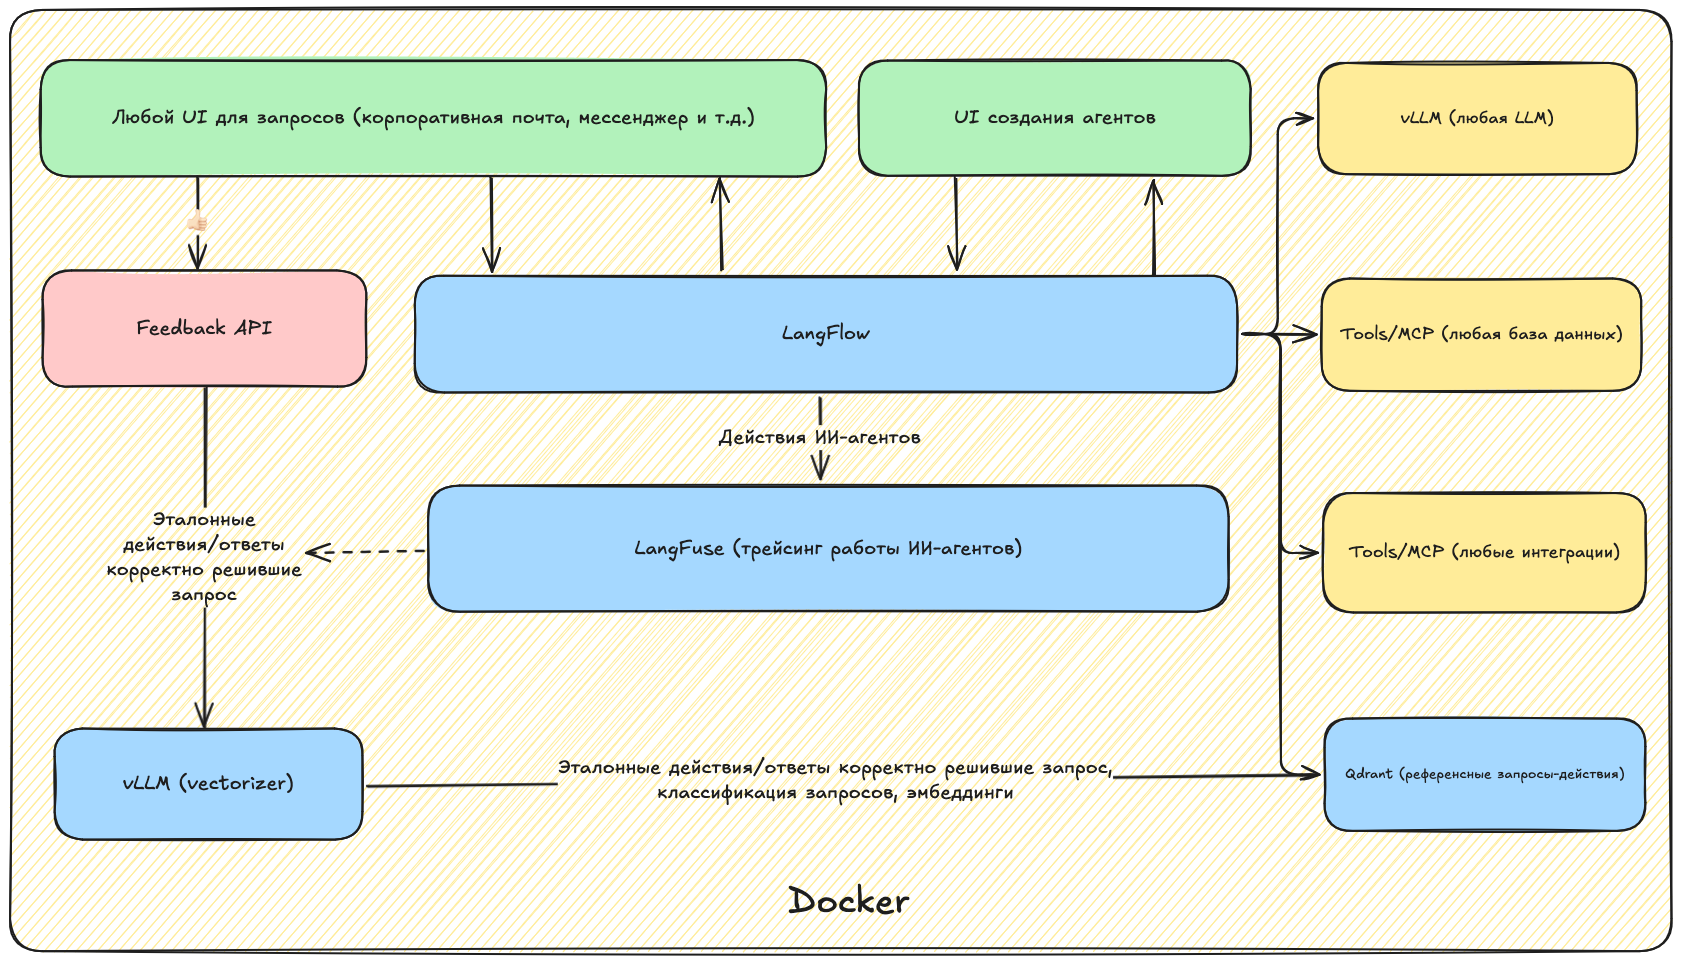 Любой UI для запросов (корпоративная почта, мессенджер и т.д.)
UI создания агентов
vLLM (любая LLM)
Feedback API
LangFlow
Tools/MCP (любая база данных)
Действия ИИ-агентов
Эталонные
действия/ответы
корректно решившие
запрос
LangFuse (трейсинг работы ИИ-агентов)
Tools/MCP (любые интеграции)
vLLM (vectorizer)
Эталонные действия/ответы корректно решившие запрос,
классификация запросов, эмбеддинги
Qdrant (референсные запросы-действия)
Docker